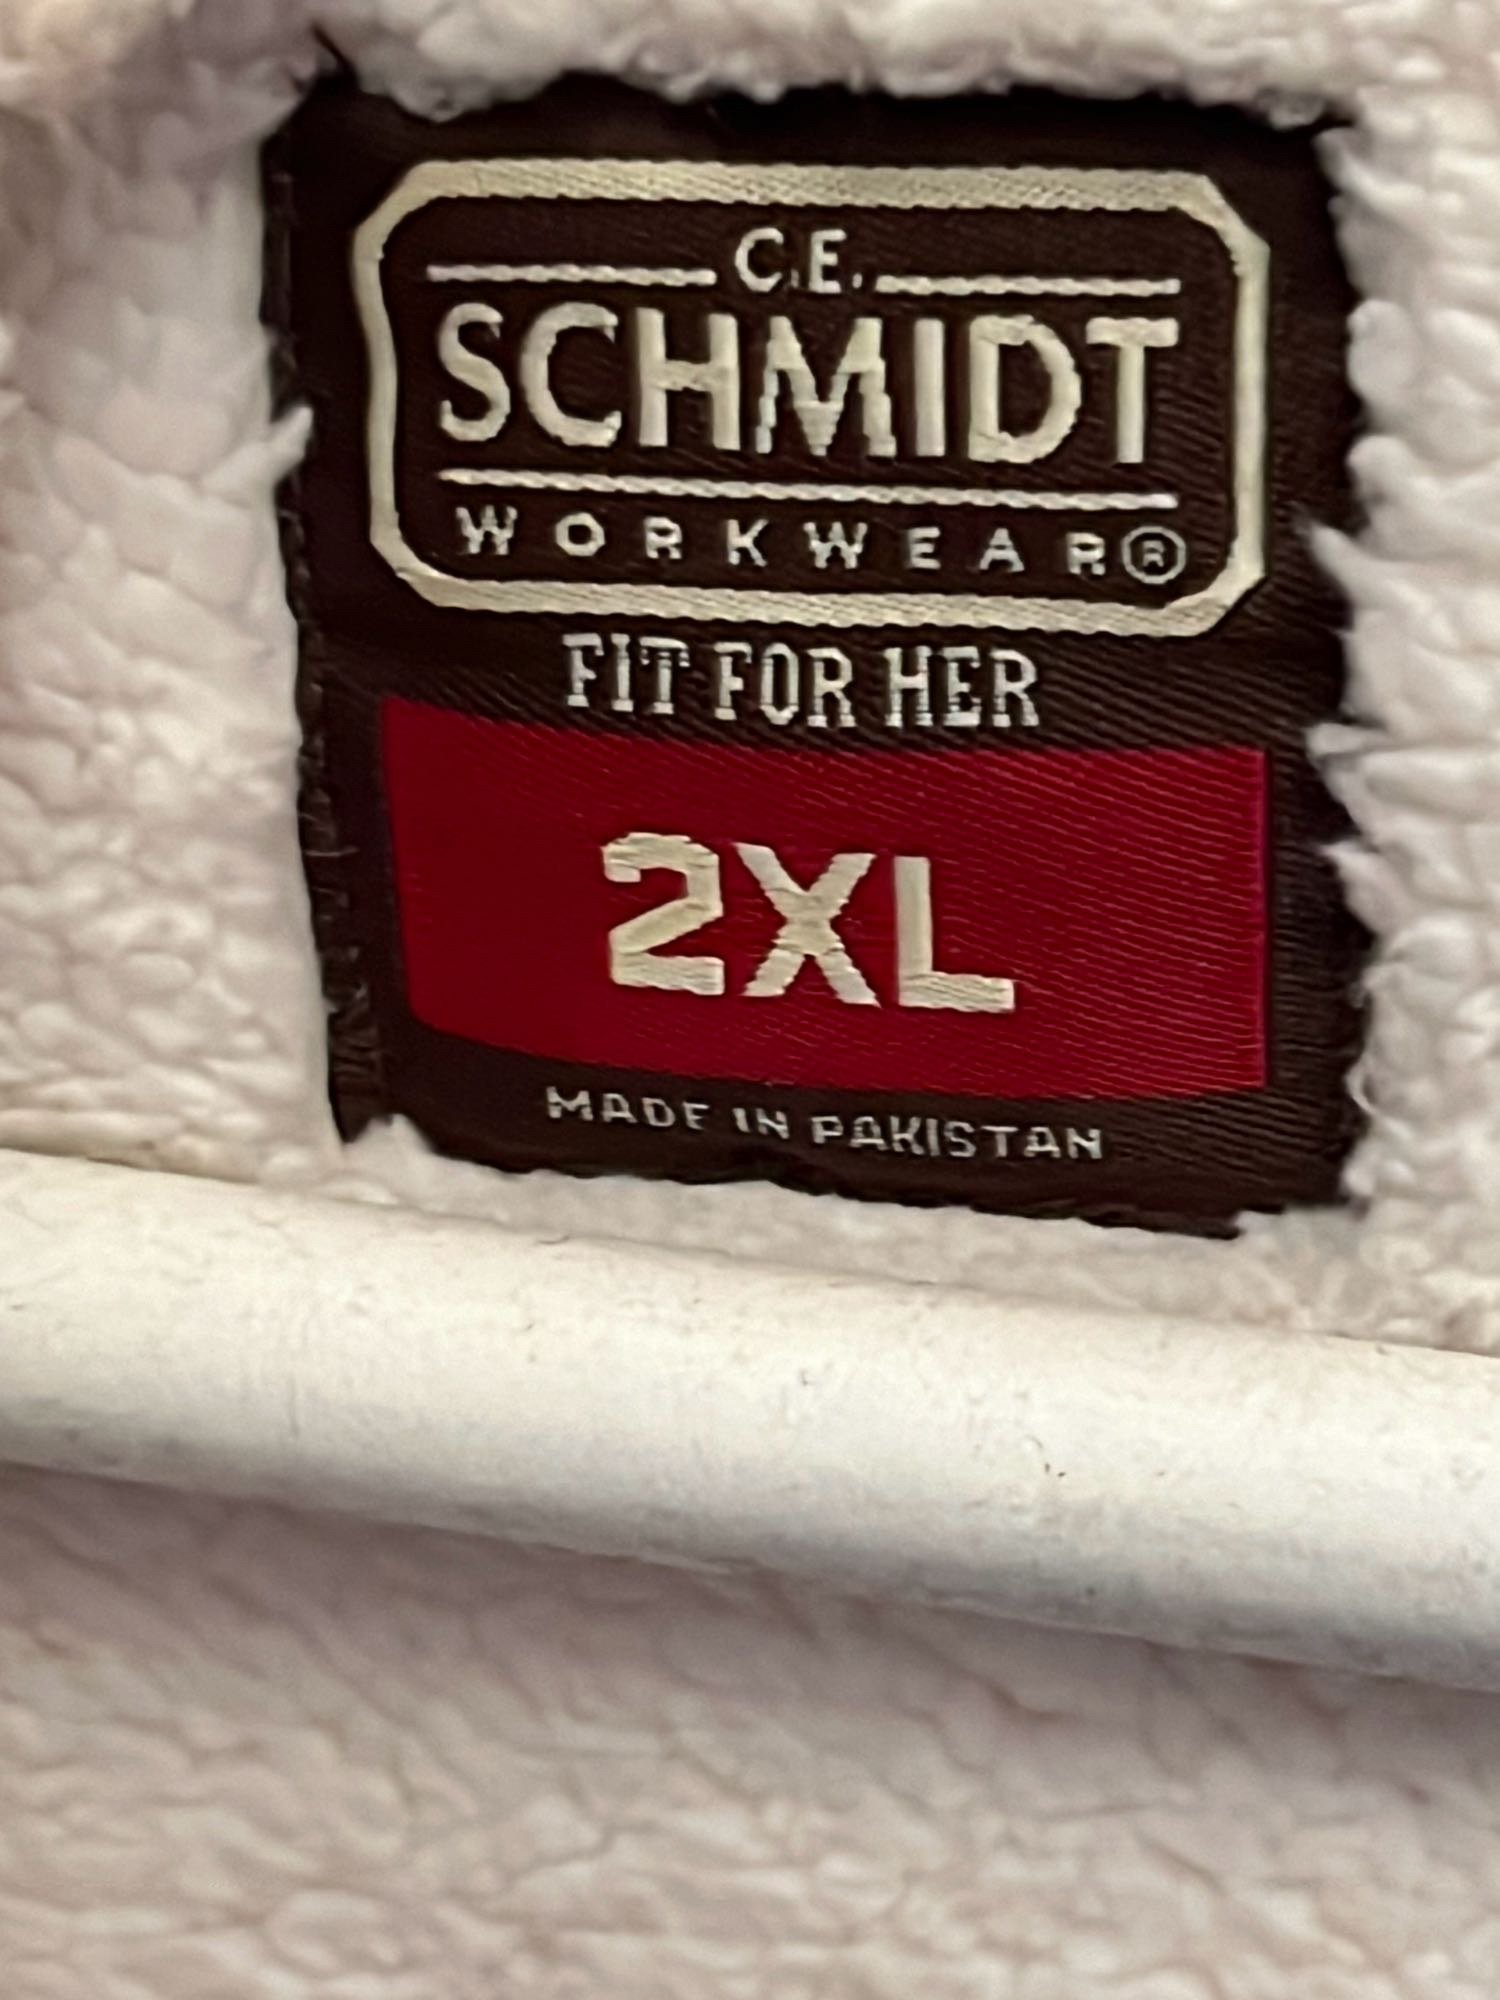 C.E.
SCHMIDT
WORKWEAR®
FIT FOR HER
2XL
MADE IN PAKISTAN